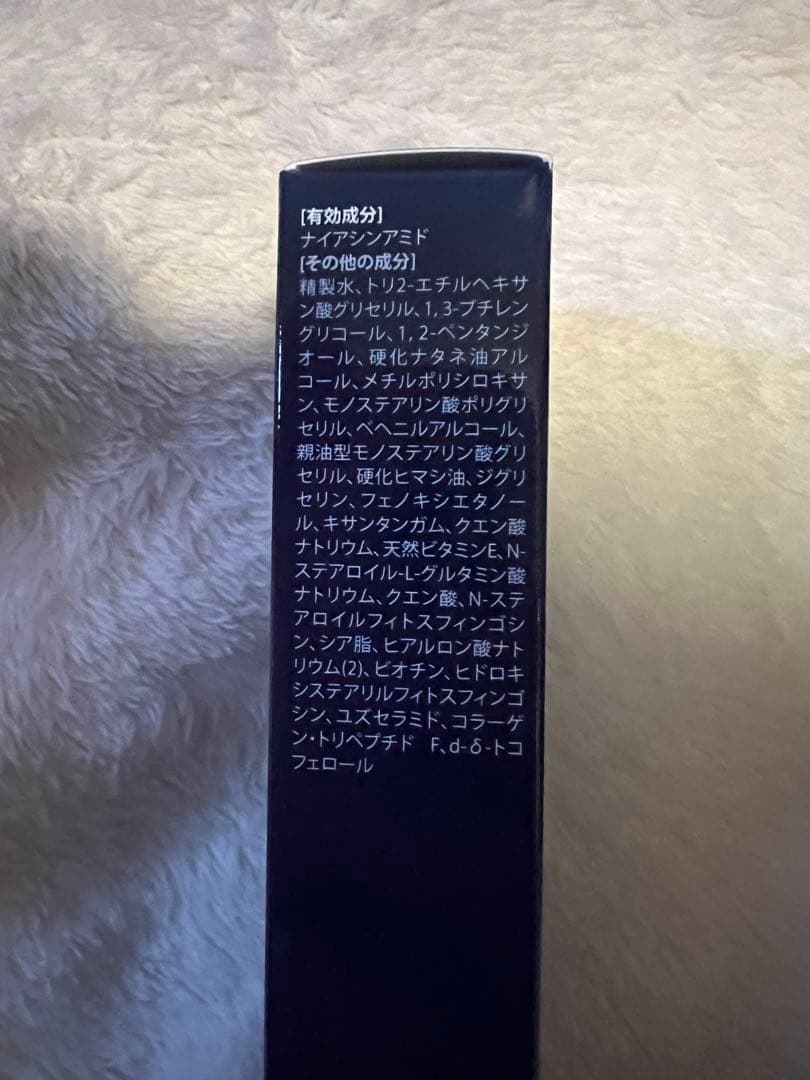 [有効成分]
ナイアシンアミド
[その他の成分]
精製水、トリ2-エチルヘキサ
ン酸グリセリル、1,3-ブチレン
グリコール、1,2-ペンタンジ
オール、硬化ナタネ油アル
コール、メチルポリシロキサ
ン、モノステアリン酸ポリグリ
セリル、ベヘニルアルコール、
親油型モノステアリン酸グリ
セリル、硬化ヒマシ油、ジグリ
セリン、フェノキシエタノー
ル、キサンタンガム、クエン酸
ナトリウム、天然ビタミンE、N-
ステアロイル-L-グルタミン酸
ナトリウム、クエン酸、N-ステ
アロイルフィトスフィンゴシ
ン、シア脂、ヒアルロン酸ナト
リウム(2)、ビオチン、ヒドロキ
システアリルフィトスフィンゴ
シン、ユズセラミド、コラーゲ
ン・トリペプチド　F、d-δ-トコ
フェロール